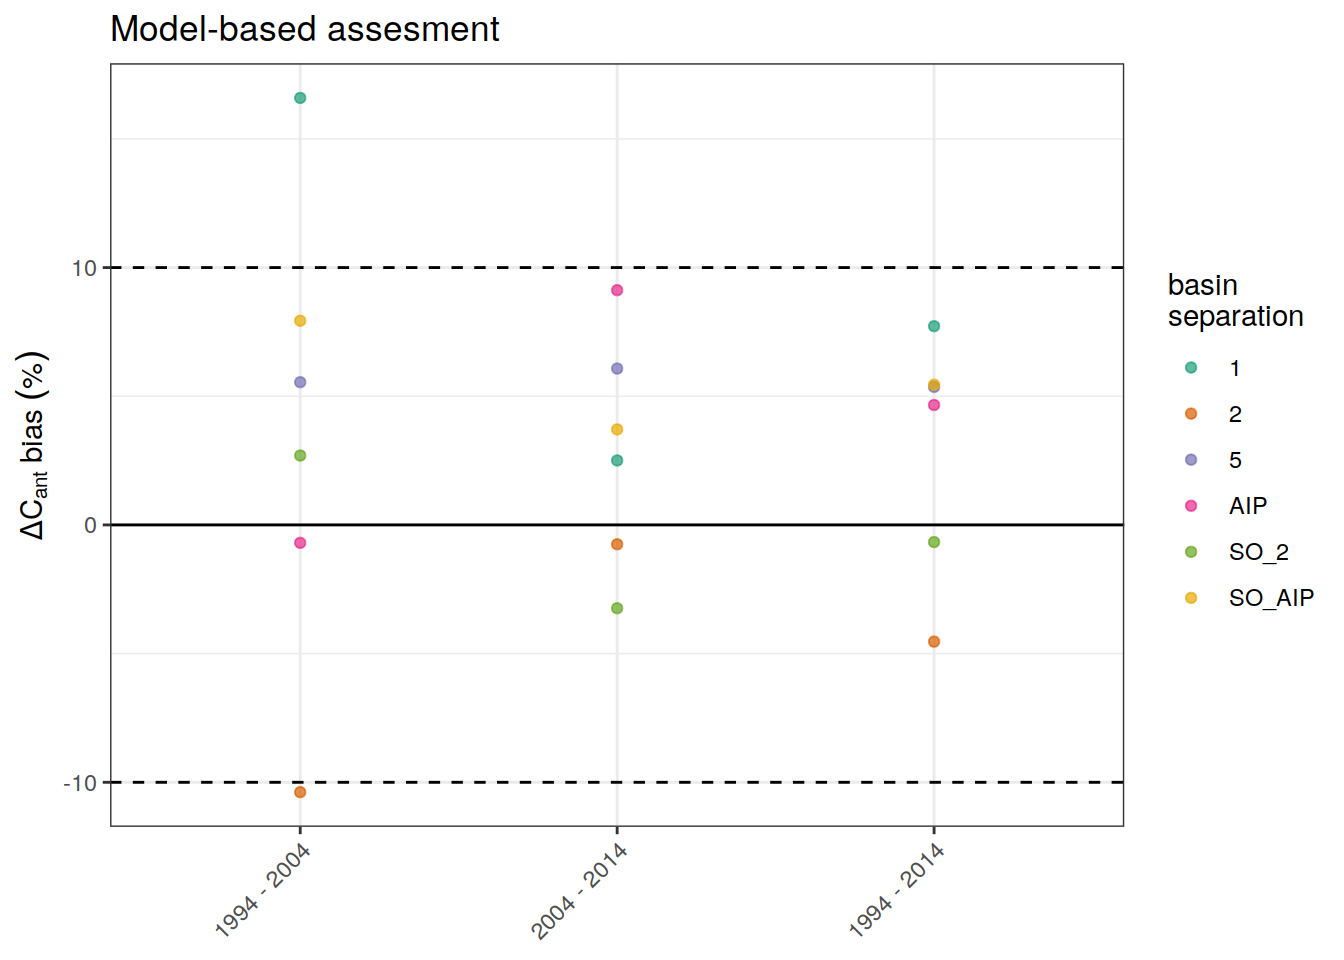 Model-based assesment
ΔCant bias (%)
10
0
-10
1994 - 2004
2004 - 2014
1994 - 2014
basin
separation
1
2
5
AIP
SO_2
SO_AIP